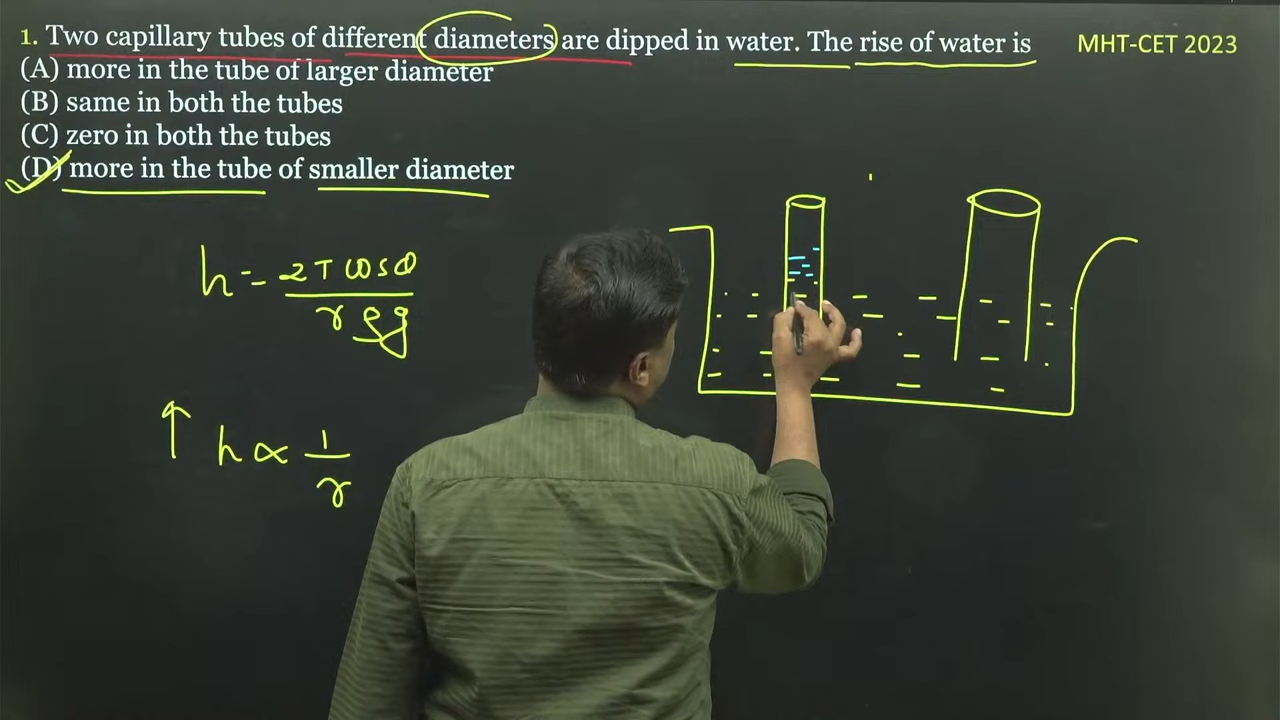 1. Two capillary tubes of different diameters are dipped in water. The rise of water is MHT-CET 2023
(A) more in the tube of larger diameter
(B) same in both the tubes
(C) zero in both the tubes
(D) more in the tube of smaller diameter
h = 2T cosθ / rρg
↑ h ∝ 1/r